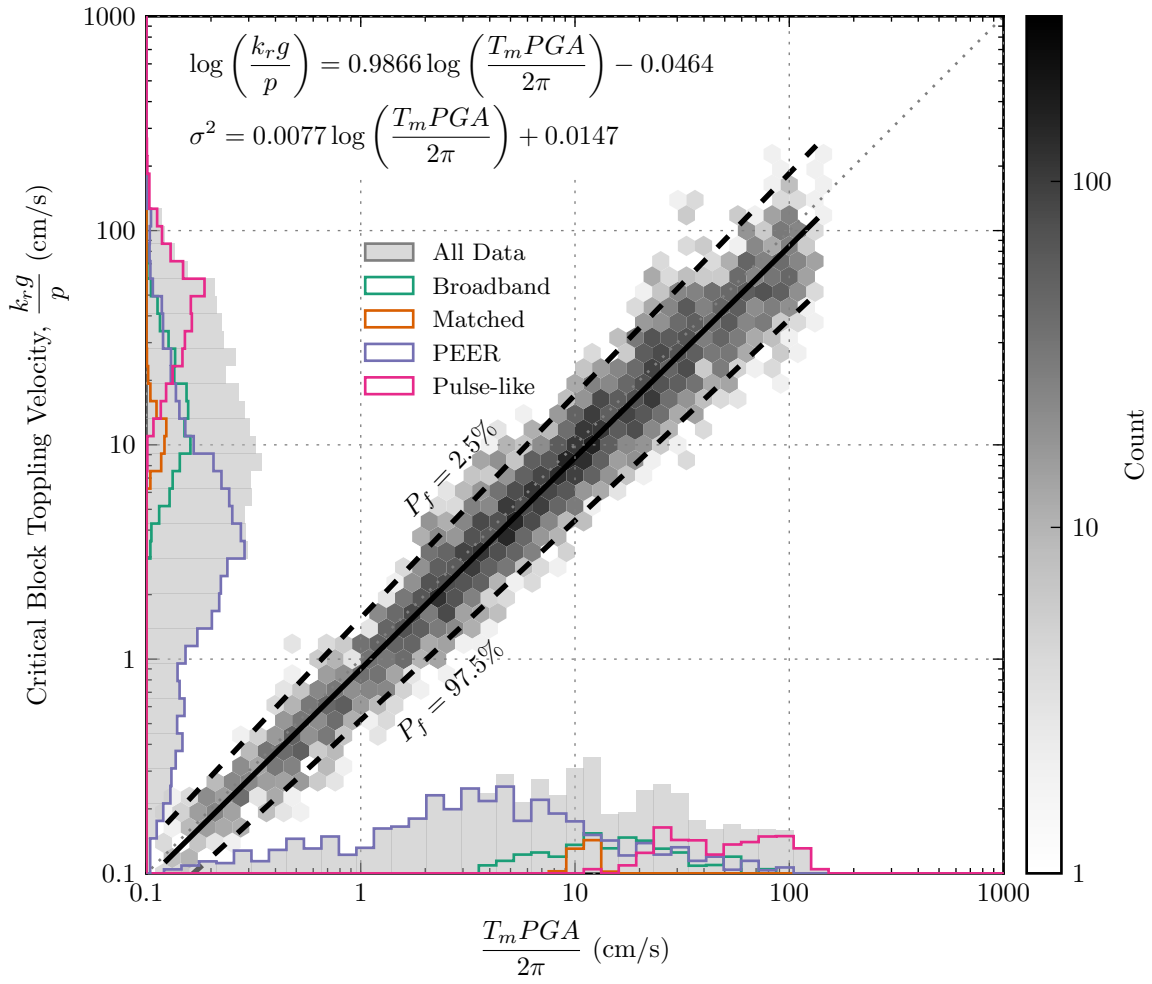 log (k_r g / p) = 0.9866 log (T_m PGA / 2π) − 0.0464
σ² = 0.0077 log (T_m PGA / 2π) + 0.0147
All Data
Broadband
Matched
PEER
Pulse-like
P_f = 2.5%
P_f = 97.5%
1000
100
10
1
0.1
Critical Block Toppling Velocity, k_r g / p (cm/s)
0.1
1
10
100
1000
T_m PGA / 2π (cm/s)
100
10
1
Count